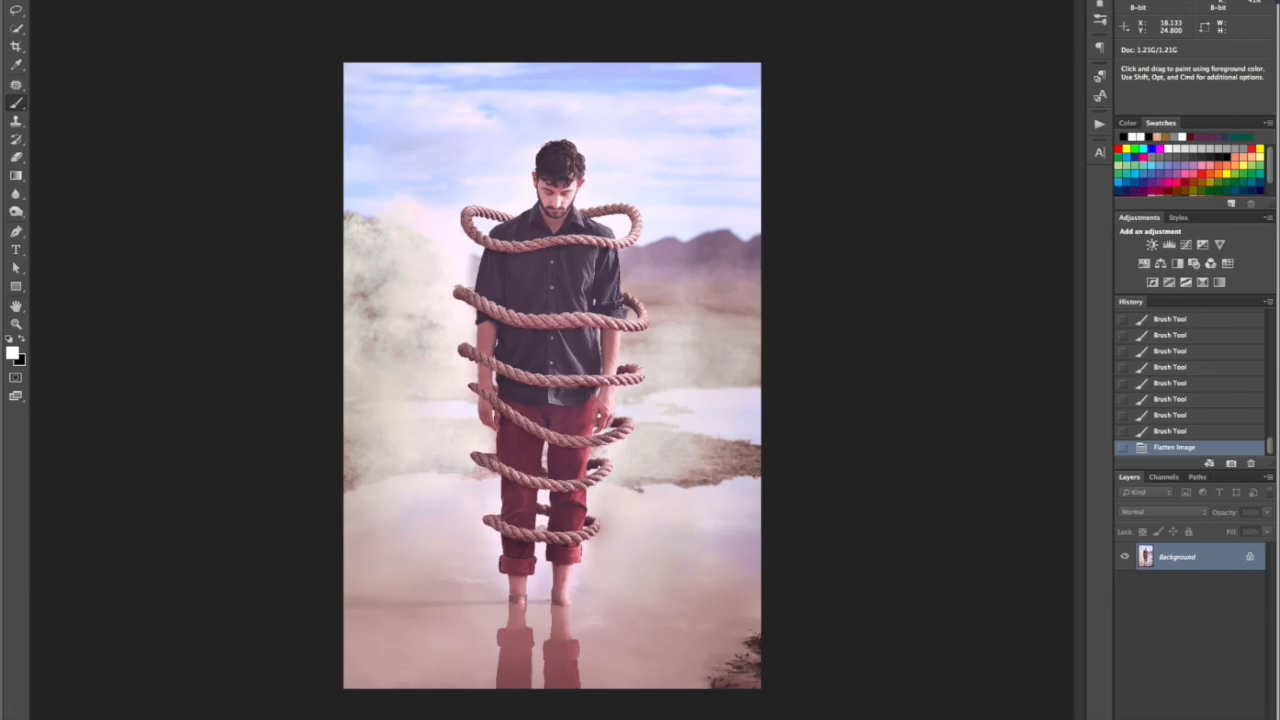 8-bit
8-bit
X: 18.133
Y: 24.800
W:
H:
Doc: 1.21G/1.21G
Click and drag to paint using foreground color.
Use Shift, Opt, and Cmd for additional options.
Color Swatches
Adjustments Styles
Add an adjustment
History
Brush Tool
Brush Tool
Brush Tool
Brush Tool
Brush Tool
Brush Tool
Brush Tool
Brush Tool
Flatten Image
Layers Channels Paths
Kind
Normal Opacity: 100%
Lock: Fill: 100%
Background